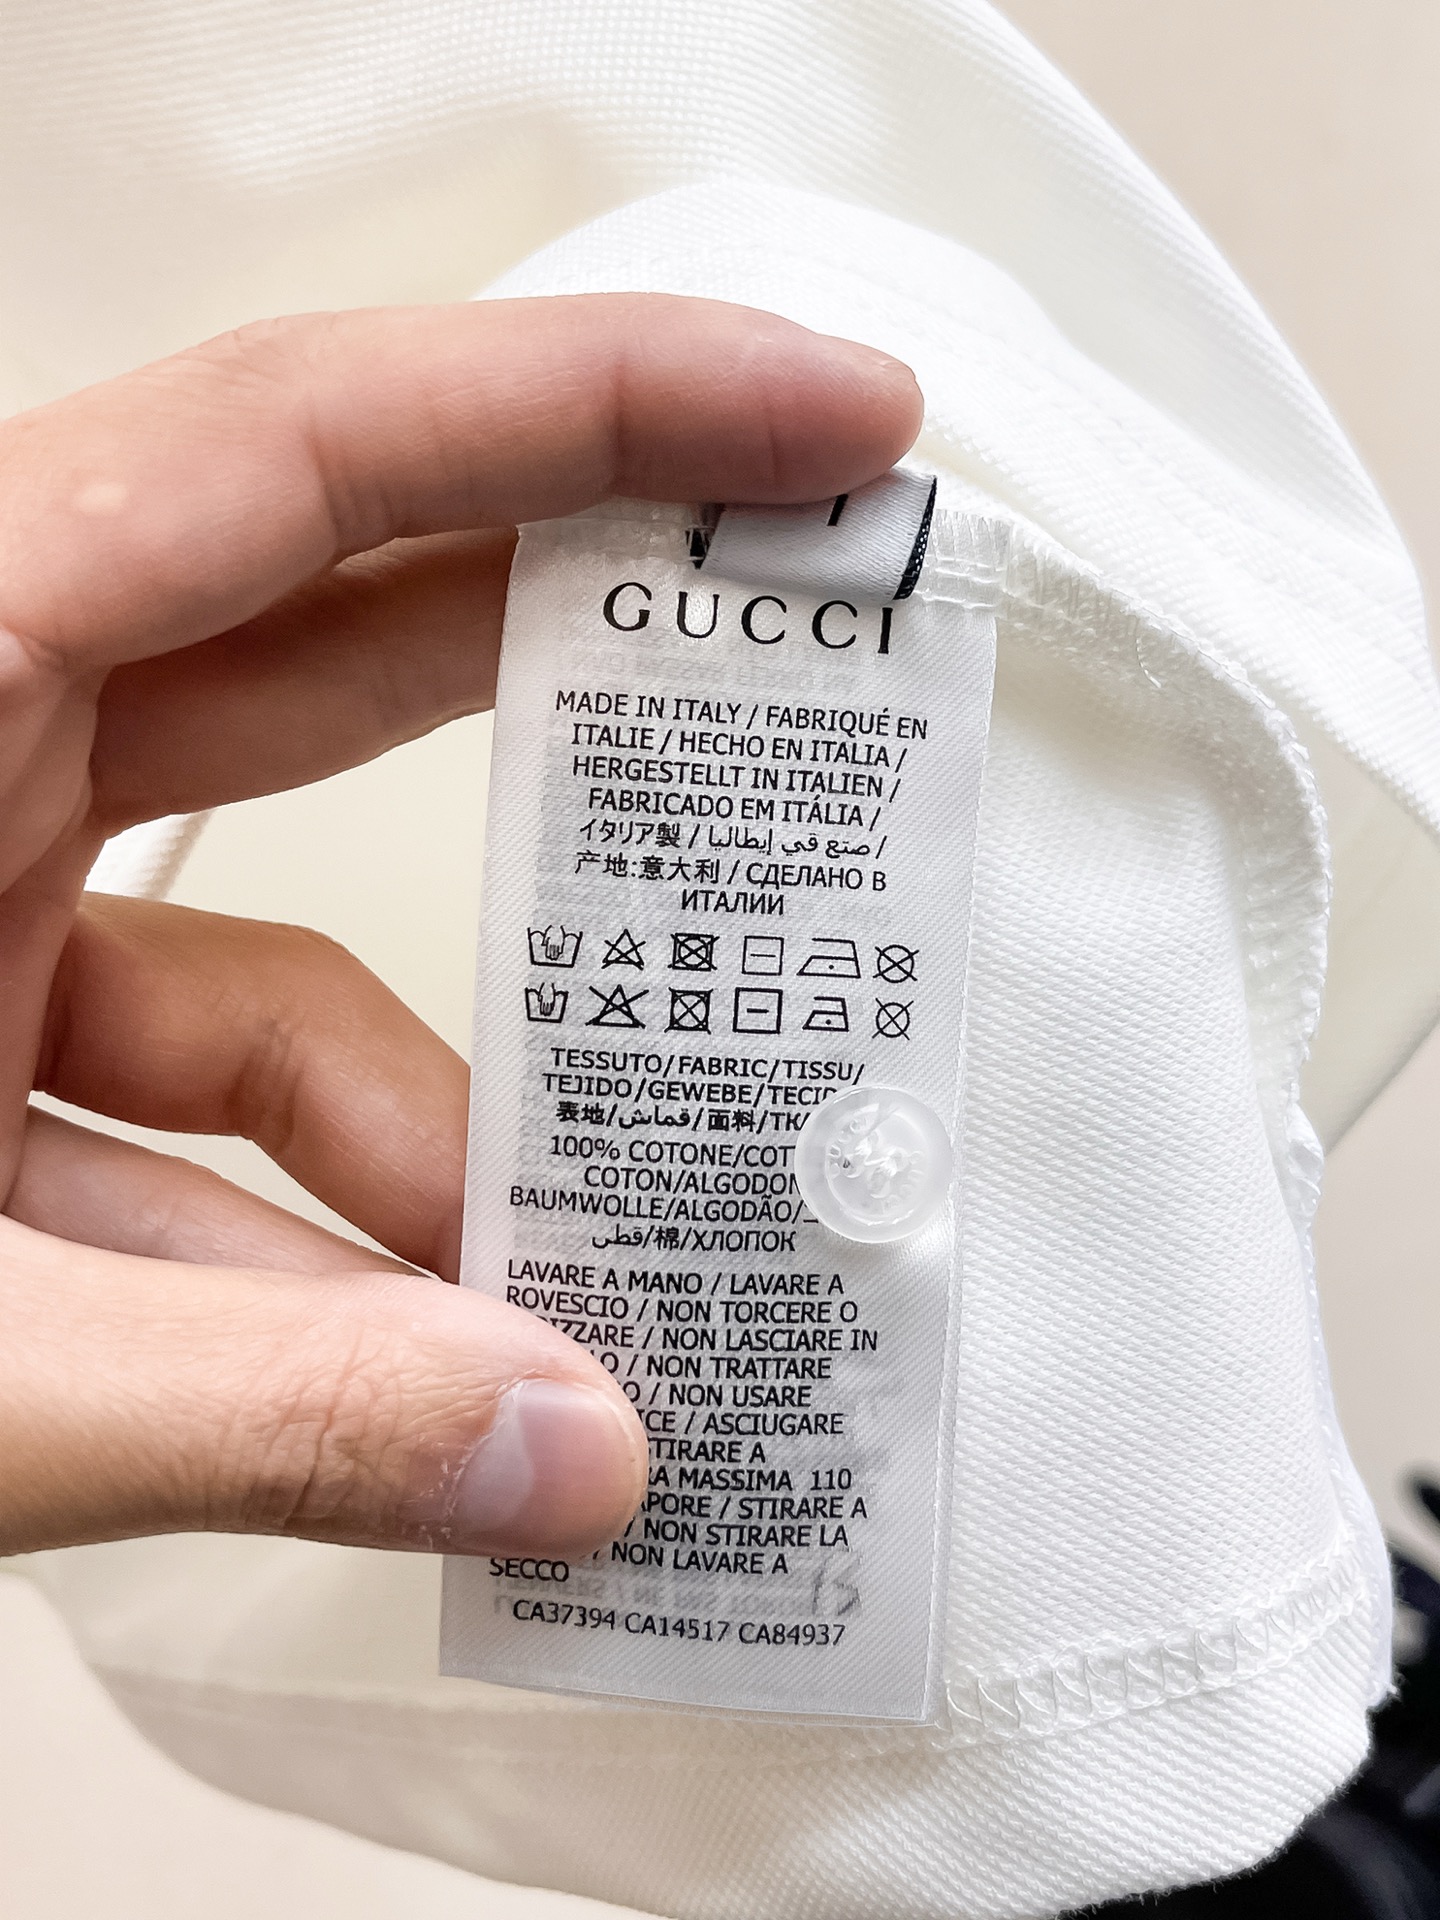 GUCCI
MADE IN ITALY / FABRIQUÉ EN
ITALIE / HECHO EN ITALIA /
HERGESTELLT IN ITALIEN /
FABRICADO EM ITÁLIA /
イタリア製 / صنع في إيطاليا /
产地:意大利 / СДЕЛАНО В
ИТАЛИИ
TESSUTO/FABRIC/TISSU/
TEJIDO/GEWEBE/
表地/قماش/面料/
100% COTONE/
COTON/
BAUMWOLLE/ALGODÃO/
قطن/棉/ХЛОПОК
LAVARE A MANO / LAVARE A
ROVESCIO / NON TORCERE O
/ NON LASCIARE IN
/ NON TRATTARE
/ NON USARE
/ ASCIUGARE
STIRARE A
MASSIMA 110
/ STIRARE A
/ NON STIRARE LA
/ NON LAVARE A
SECCO
CA37394 CA14517 CA84937